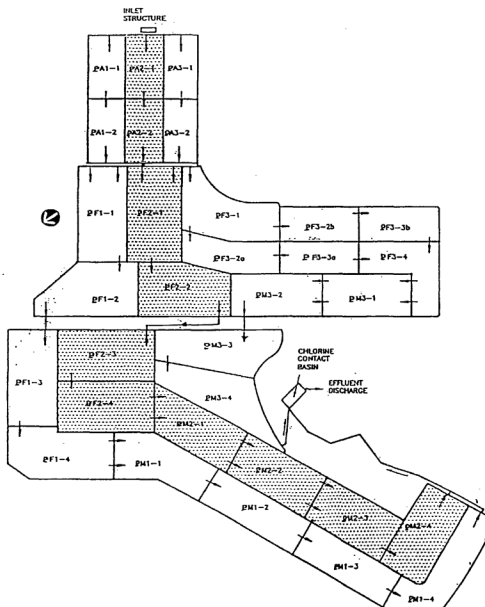 INLET
STRUCTURE
PA1-1
PA2-1
PA3-1
PA1-2
PA2-2
PA3-2
PF1-1
PF2-1
PF3-1
PF3-2b
PF3-3b
PF3-2a
PF3-3a
PF3-4
PF1-2
PF2-2
PM3-2
PM3-1
PF1-3
PF2-3
PM3-3
CHLORINE
CONTACT
BASIN
EFFLUENT
DISCHARGE
PF2-4
PM3-4
PM2-1
PF1-4
PM1-1
PM2-2
PM1-2
PM2-3
PM2-4
PM1-3
PM1-4